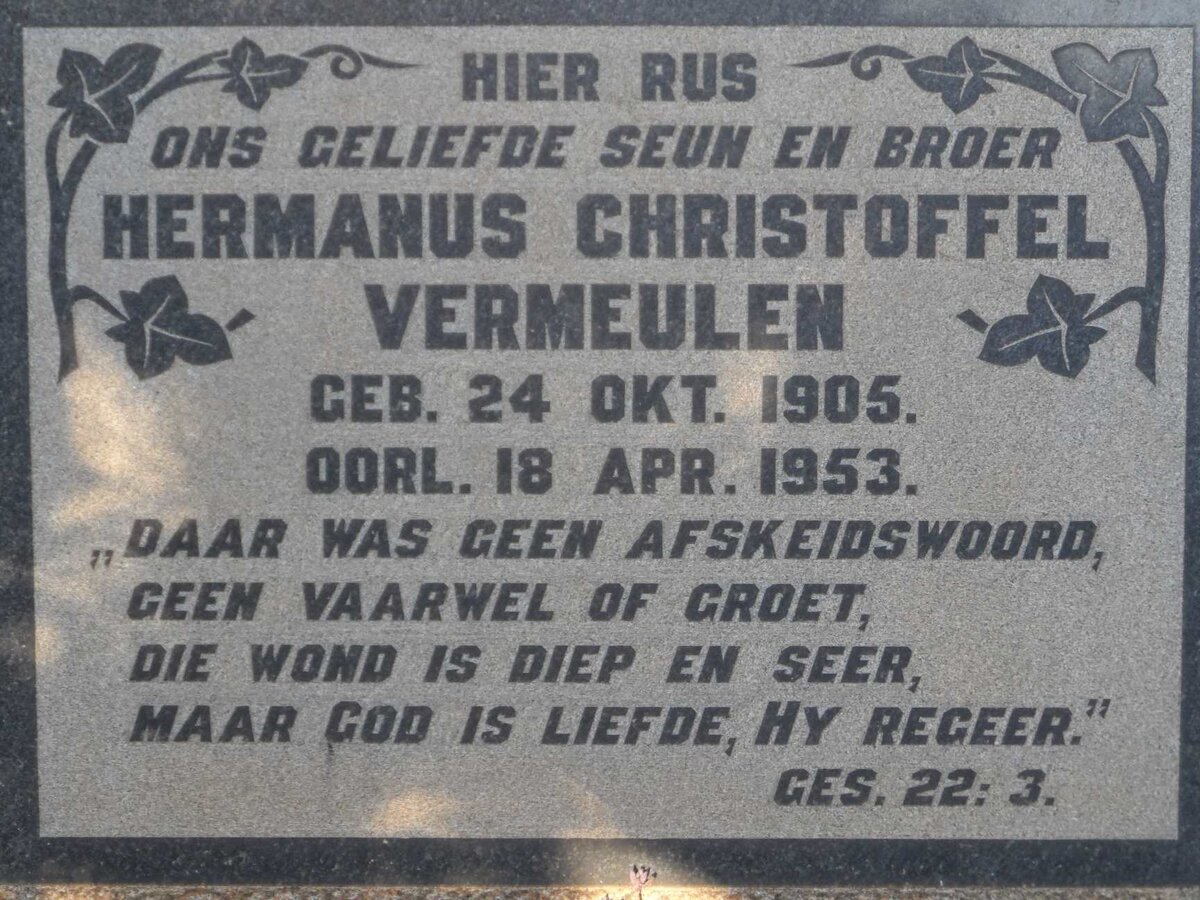 HIER RUS
ONS GELIEFDE SEUN EN BROER
HERMANUS CHRISTOFFEL
VERMEULEN
GEB. 24 OKT. 1905.
OORL. 18 APR. 1953.
„DAAR WAS GEEN AFSKEIDSWOORD,
GEEN VAARWEL OF GROET,
DIE WOND IS DIEP EN SEER,
MAAR GOD IS LIEFDE, HY REGEER.”
GES. 22: 3.